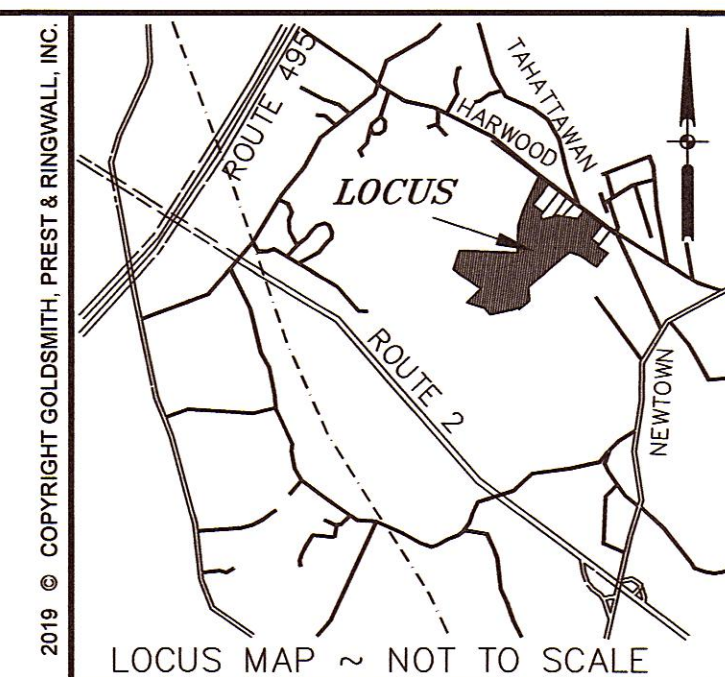 2019 © COPYRIGHT GOLDSMITH, PREST & RINGWALL, INC.
ROUTE 495
TAHATTAWAN
HARWOOD
LOCUS
ROUTE 2
NEWTOWN
LOCUS MAP ~ NOT TO SCALE